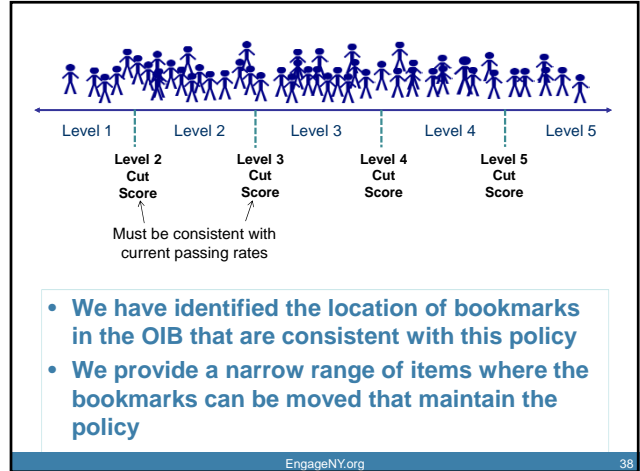 Level 1 Level 2 Level 3 Level 4 Level 5
Level 2 Level 3 Level 4 Level 5
Cut Cut Cut Cut
Score Score Score Score
Must be consistent with
current passing rates
• We have identified the location of bookmarks
in the OIB that are consistent with this policy
• We provide a narrow range of items where the
bookmarks can be moved that maintain the
policy
EngageNY.org 38